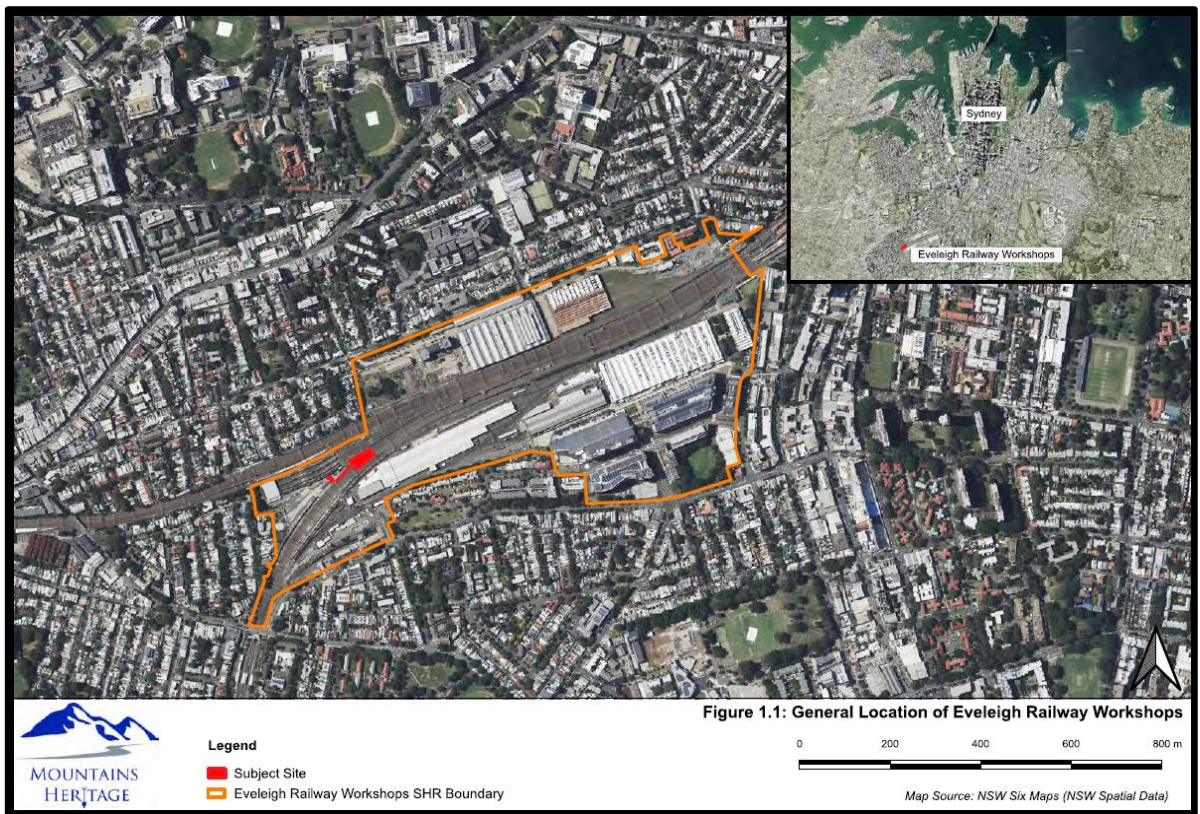 Sydney
Eveleigh Railway Workshops
Figure 1.1: General Location of Eveleigh Railway Workshops
MOUNTAINS
HERITAGE
Legend
Subject Site
Eveleigh Railway Workshops SHR Boundary
0 200 400 600 800 m
Map Source: NSW Six Maps (NSW Spatial Data)